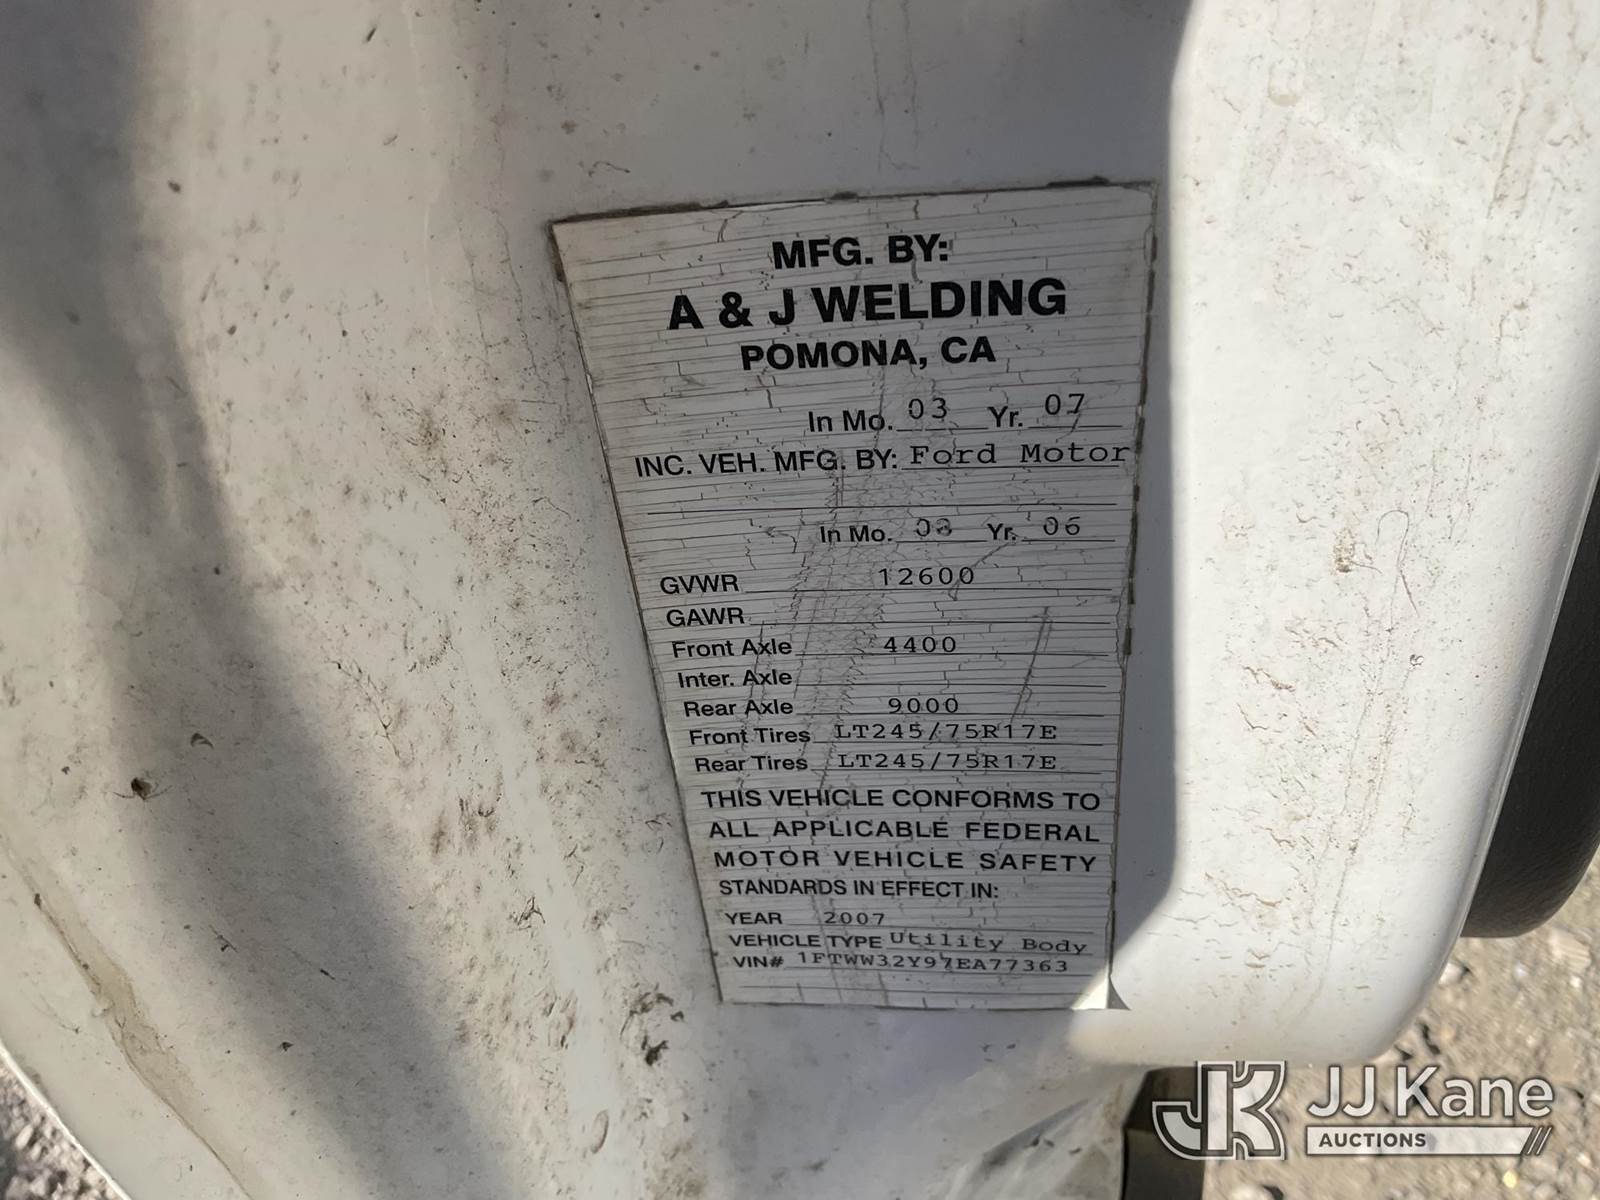 MFG. BY:
A & J WELDING
POMONA, CA
In Mo. 03 Yr. 07
INC. VEH. MFG. BY: Ford Motor
In Mo. 08 Yr. 06
GVWR 12600
GAWR
Front Axle 4400
Inter. Axle
Rear Axle 9000
Front Tires LT245/75R17E
Rear Tires LT245/75R17E
THIS VEHICLE CONFORMS TO
ALL APPLICABLE FEDERAL
MOTOR VEHICLE SAFETY
STANDARDS IN EFFECT IN:
YEAR 2007
VEHICLE TYPE Utility Body
VIN# 1FTWW32Y97EA77363
JK JJ Kane
AUCTIONS